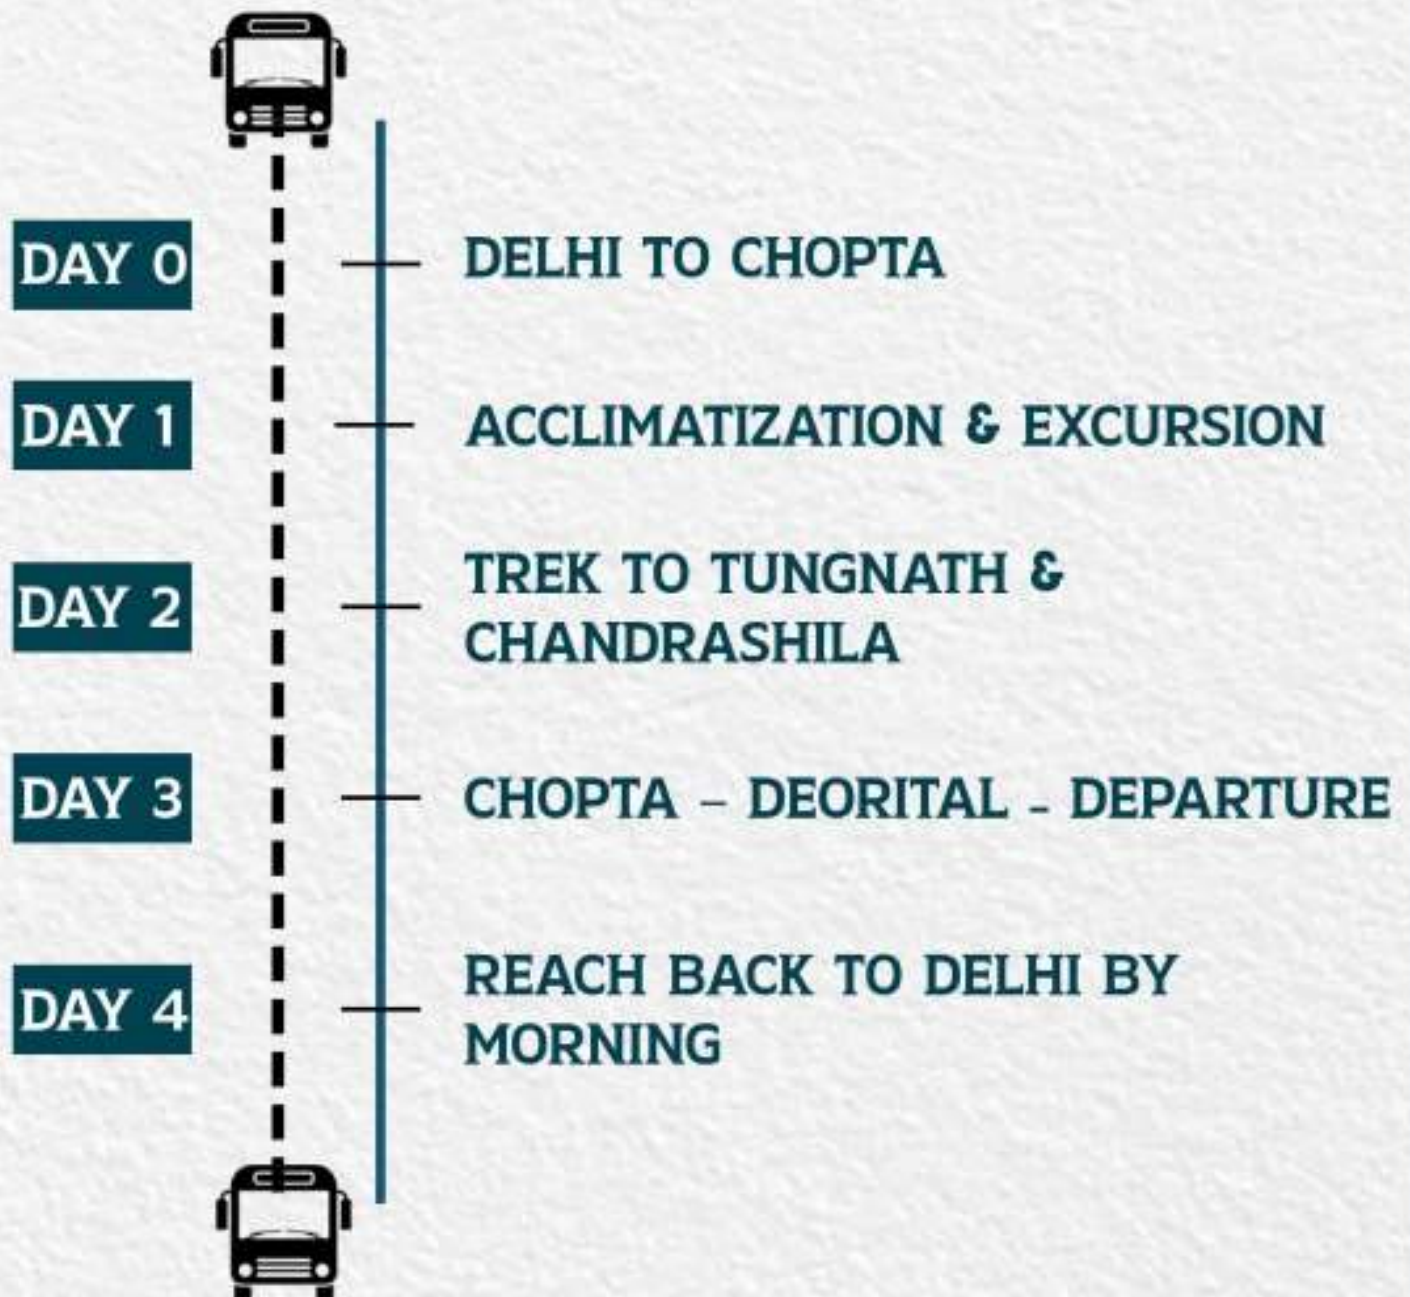 DAY 0
DELHI TO CHOPTA
DAY 1
ACCLIMATIZATION & EXCURSION
DAY 2
TREK TO TUNGNATH &
CHANDRASHILA
DAY 3
CHOPTA – DEORITAL - DEPARTURE
DAY 4
REACH BACK TO DELHI BY
MORNING